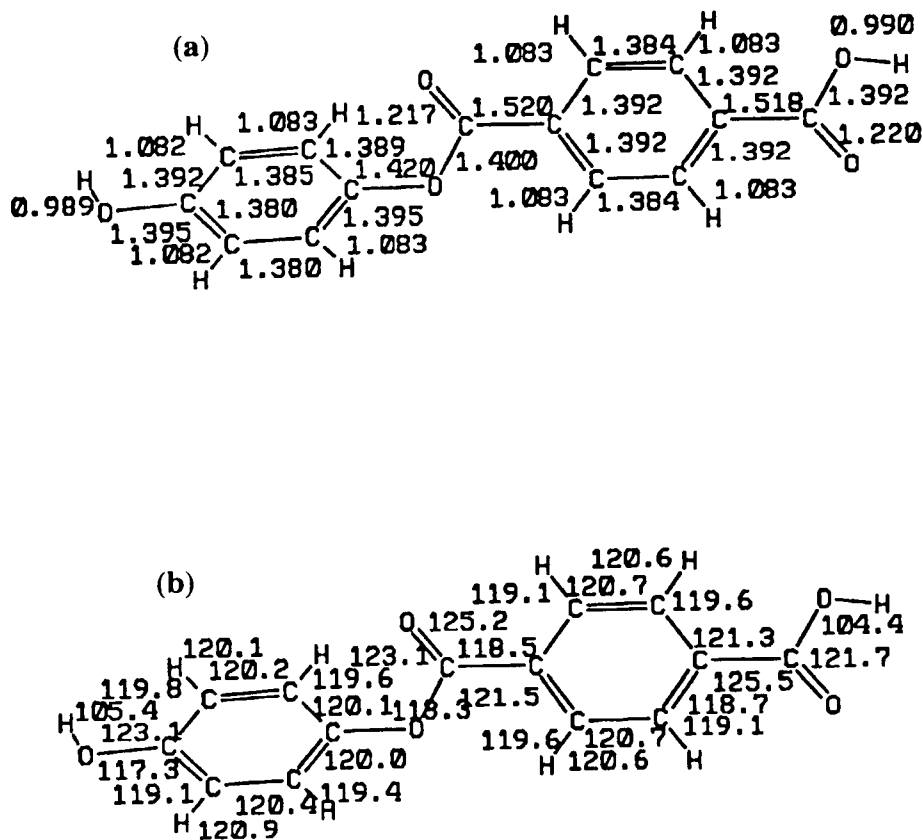 (a)
H H 0.990
1.083 1.384 1.083 O H
O C C 1.392
H 1.217 C 1.520 C 1.392 C 1.518 C 1.392
H 1.083 1.389 1.420 1.400 1.392 1.392 O 1.220
1.082 C C 1.385 C O C C
H 1.392 1.083 1.384 1.083
0.989 O C 1.380 1.395 H H
1.395 C C 1.083
1.082 H 1.380 H
(b)
H 120.6 H
119.1 C 120.7 C 119.6 O H
O 125.2 104.4
120.1 H 123.1 C 118.5 C 121.3 C C 121.7
H 120.2 119.6 121.5 125.5
119.8 C C 120.1 118.3 118.7 O
H 105.4 C O C C 119.1
123.1 C 120.0 119.6 120.7 H
O 117.3 H 120.6
119.1 C C 119.4
H 120.4 H
120.9